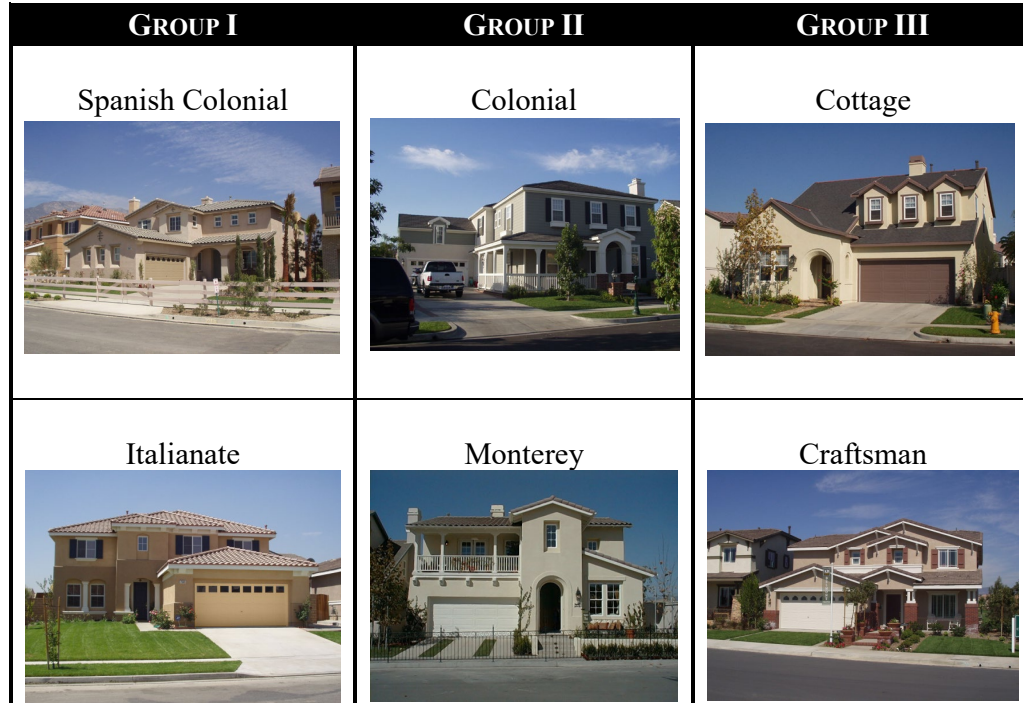 GROUP I
GROUP II
GROUP III
Spanish Colonial
Colonial
Cottage
Italianate
Monterey
Craftsman